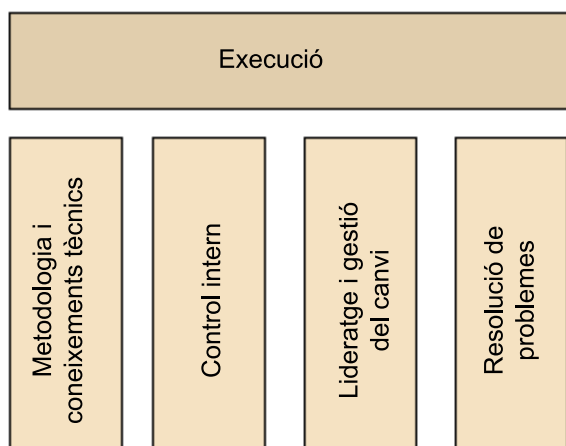 Execució
Metodologia i
coneixements tècnics
Control intern
Lideratge i gestió
del canvi
Resolució de
problemes